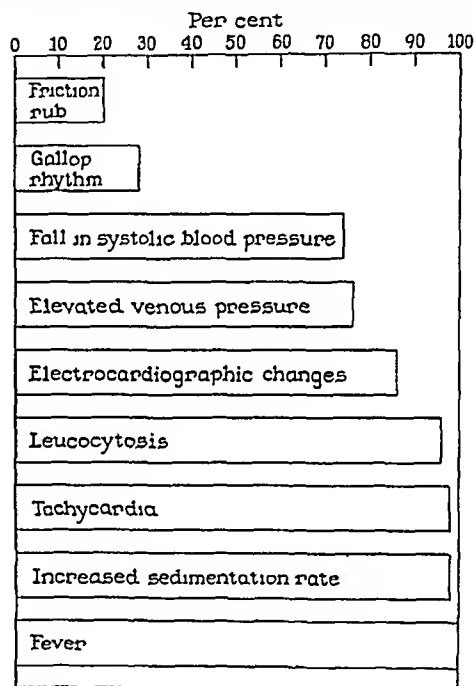 Per cent
0 10 20 30 40 50 60 70 80 90 100
Friction
rub
Gallop
rhythm
Fall in systolic blood pressure
Elevated venous pressure
Electrocardiographic changes
Leucocytosis
Tachycardia
Increased sedimentation rate
Fever